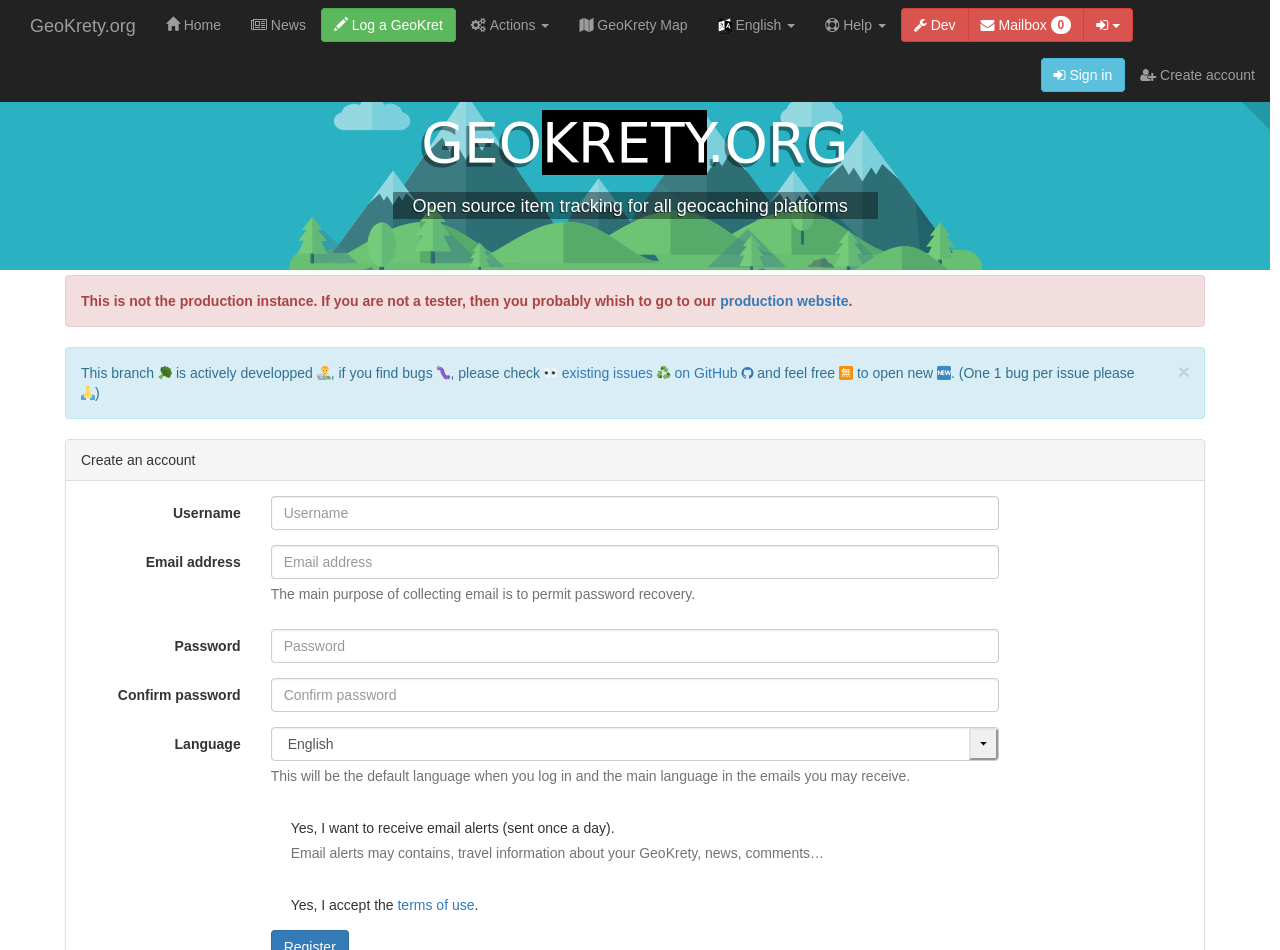 GeoKrety.org Home News Log a GeoKret Actions GeoKrety Map English Help Dev Mailbox 0
Sign in Create account
GEOKRETY.ORG
Open source item tracking for all geocaching platforms
This is not the production instance. If you are not a tester, then you probably whish to go to our production website.
This branch 🌳 is actively developped 👨‍🔬, if you find bugs 🐛, please check 👀 existing issues ♻ on GitHub and feel free 🈚 to open new 🆕. (One 1 bug per issue please
🙏)
×
Create an account
Username Username
Email address Email address
The main purpose of collecting email is to permit password recovery.
Password Password
Confirm password Confirm password
Language English
This will be the default language when you log in and the main language in the emails you may receive.
Yes, I want to receive email alerts (sent once a day).
Email alerts may contains, travel information about your GeoKrety, news, comments…
Yes, I accept the terms of use.
Register